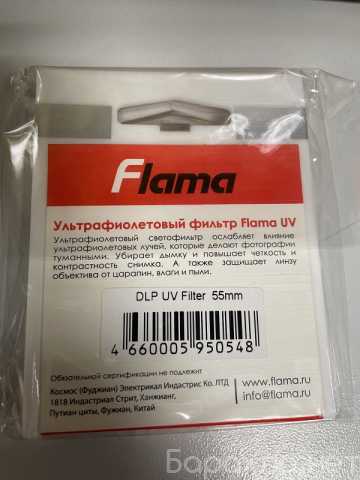 Flama
Ультрафиолетовый фильтр Flama UV
Ультрафиолетовый светофильтр ослабляет влияние
ультрафиолетовых лучей, которые делают фотографии
туманными. Убирает дымку и повышает четкость и
контрастность снимка. А также защищает линзу
объектива от царапин, влаги и пыли.
DLP UV Filter 55mm
4 660005 950548
Обязательной сертификации не подлежит
Космос (Фуджиан) Электрикал Индастрис Ко. ЛТД
1818 Индастриал Стрит, Ханжианг,
Путиан циты, Фужиан, Китай
www.flama.ru
info@flama.ru